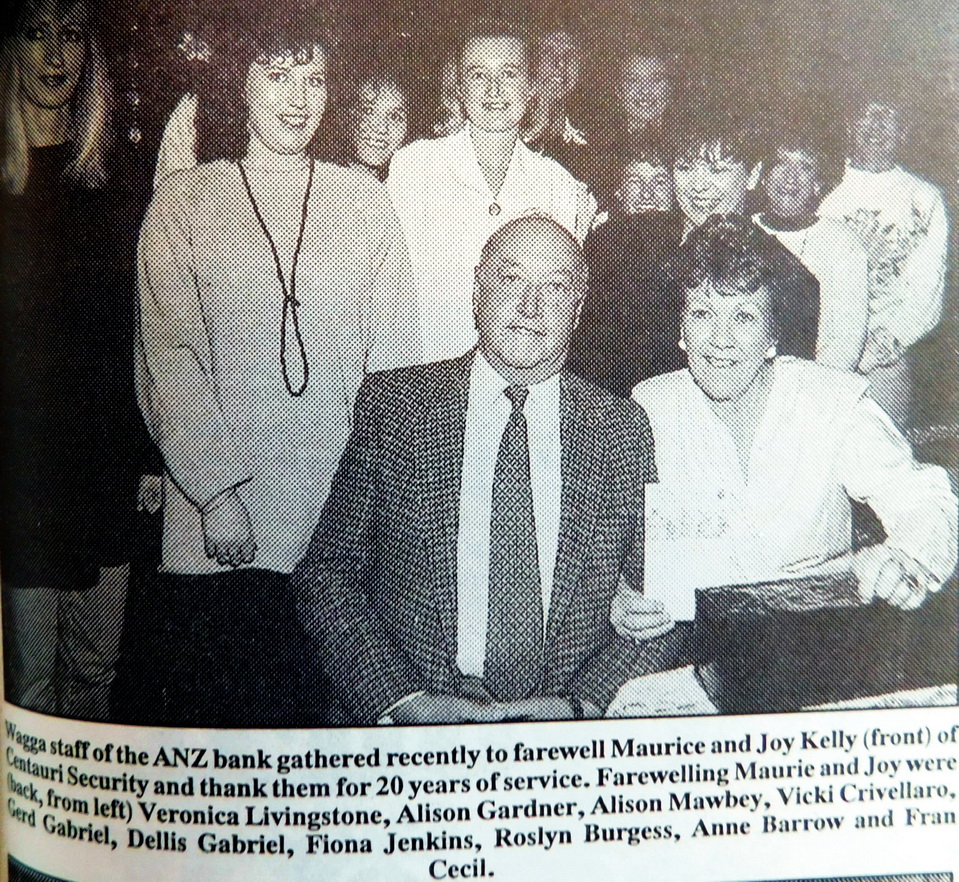 Wagga staff of the ANZ bank gathered recently to farewell Maurice and Joy Kelly (front) of
Centauri Security and thank them for 20 years of service. Farewelling Maurie and Joy were
(back, from left) Veronica Livingstone, Alison Gardner, Alison Mawbey, Vicki Crivellaro,
Gerd Gabriel, Dellis Gabriel, Fiona Jenkins, Roslyn Burgess, Anne Barrow and Fran
Cecil.